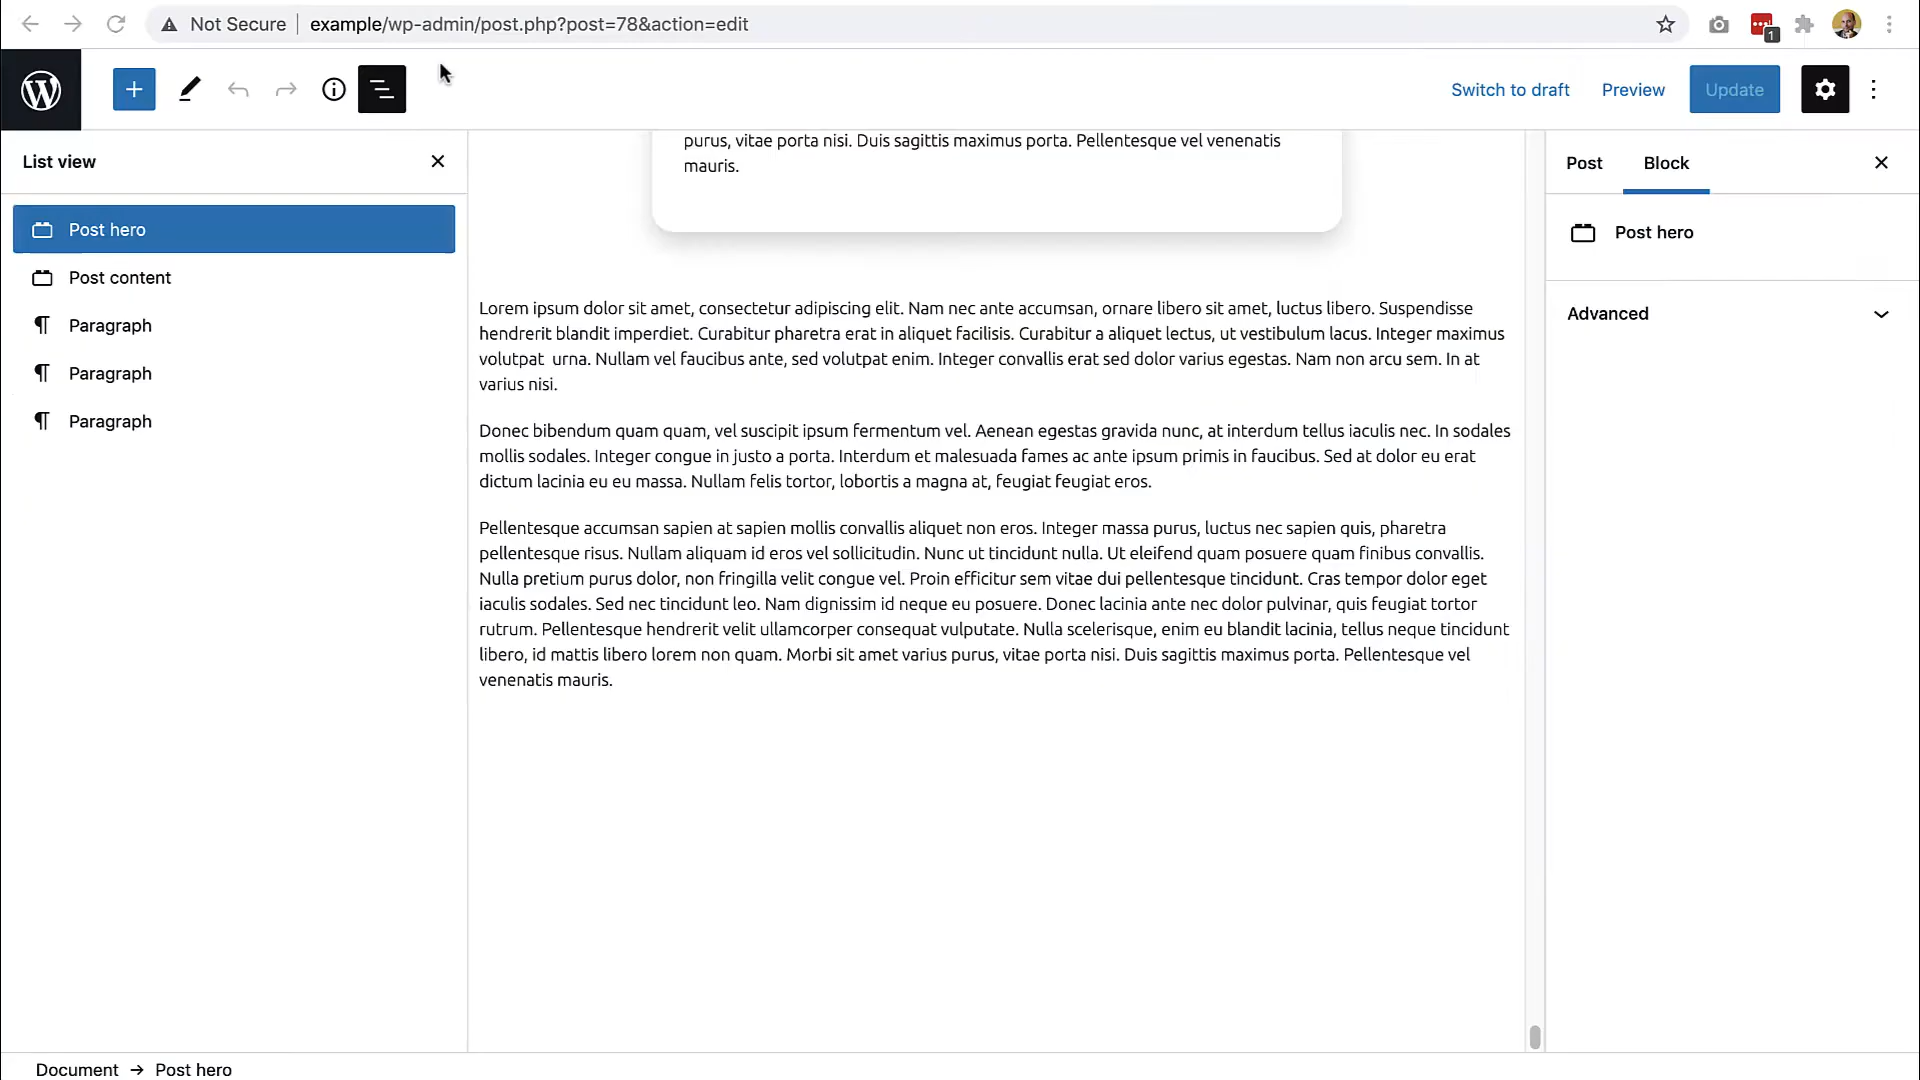 Not Secure
example/wp-admin/post.php?post=78&action=edit
1
Switch to draft
Preview
Update
List view
Post hero
Post content
Paragraph
Paragraph
Paragraph
purus, vitae porta nisi. Duis sagittis maximus porta. Pellentesque vel venenatis
mauris.
Lorem ipsum dolor sit amet, consectetur adipiscing elit. Nam nec ante accumsan, ornare libero sit amet, luctus libero. Suspendisse
hendrerit blandit imperdiet. Curabitur pharetra erat in aliquet facilisis. Curabitur a aliquet lectus, ut vestibulum lacus. Integer maximus
volutpat urna. Nullam vel faucibus ante, sed volutpat enim. Integer convallis erat sed dolor varius egestas. Nam non arcu sem. In at
varius nisi.
Donec bibendum quam quam, vel suscipit ipsum fermentum vel. Aenean egestas gravida nunc, at interdum tellus iaculis nec. In sodales
mollis sodales. Integer congue in justo a porta. Interdum et malesuada fames ac ante ipsum primis in faucibus. Sed at dolor eu erat
dictum lacinia eu eu massa. Nullam felis tortor, lobortis a magna at, feugiat feugiat eros.
Pellentesque accumsan sapien at sapien mollis convallis aliquet non eros. Integer massa purus, luctus nec sapien quis, pharetra
pellentesque risus. Nullam aliquam id eros vel sollicitudin. Nunc ut tincidunt nulla. Ut eleifend quam posuere quam finibus convallis.
Nulla pretium purus dolor, non fringilla velit congue vel. Proin efficitur sem vitae dui pellentesque tincidunt. Cras tempor dolor eget
iaculis sodales. Sed nec tincidunt leo. Nam dignissim id neque eu posuere. Donec lacinia ante nec dolor pulvinar, quis feugiat tortor
rutrum. Pellentesque hendrerit velit ullamcorper consequat vulputate. Nulla scelerisque, enim eu blandit lacinia, tellus neque tincidunt
libero, id mattis libero lorem non quam. Morbi sit amet varius purus, vitae porta nisi. Duis sagittis maximus porta. Pellentesque vel
venenatis mauris.
Post
Block
Post hero
Advanced
Document → Post hero